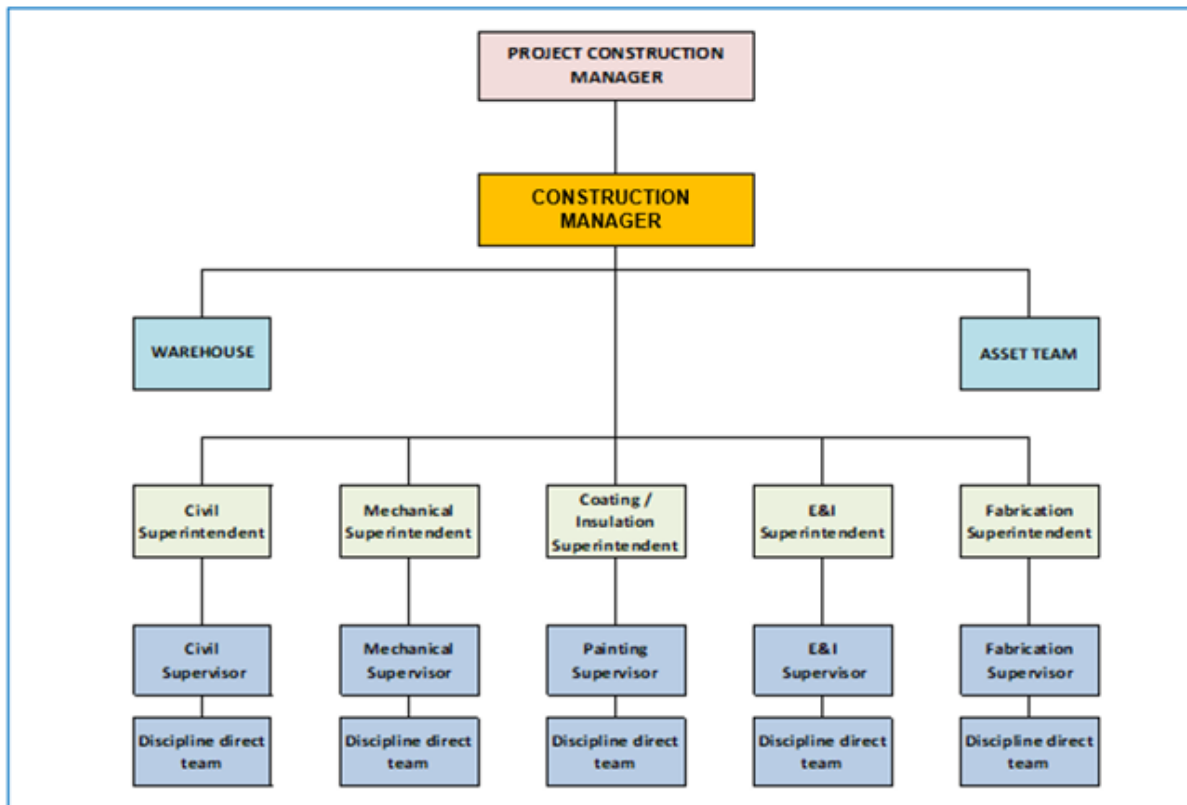 PROJECT CONSTRUCTION
MANAGER
CONSTRUCTION
MANAGER
WAREHOUSE
ASSET TEAM
Civil
Superintendent
Mechanical
Superintendent
Coating /
Insulation
Superintendent
E&I
Superintendent
Fabrication
Superintendent
Civil
Supervisor
Mechanical
Supervisor
Painting
Supervisor
E&I
Supervisor
Fabrication
Supervisor
Discipline direct
team
Discipline direct
team
Discipline direct
team
Discipline direct
team
Discipline direct
team